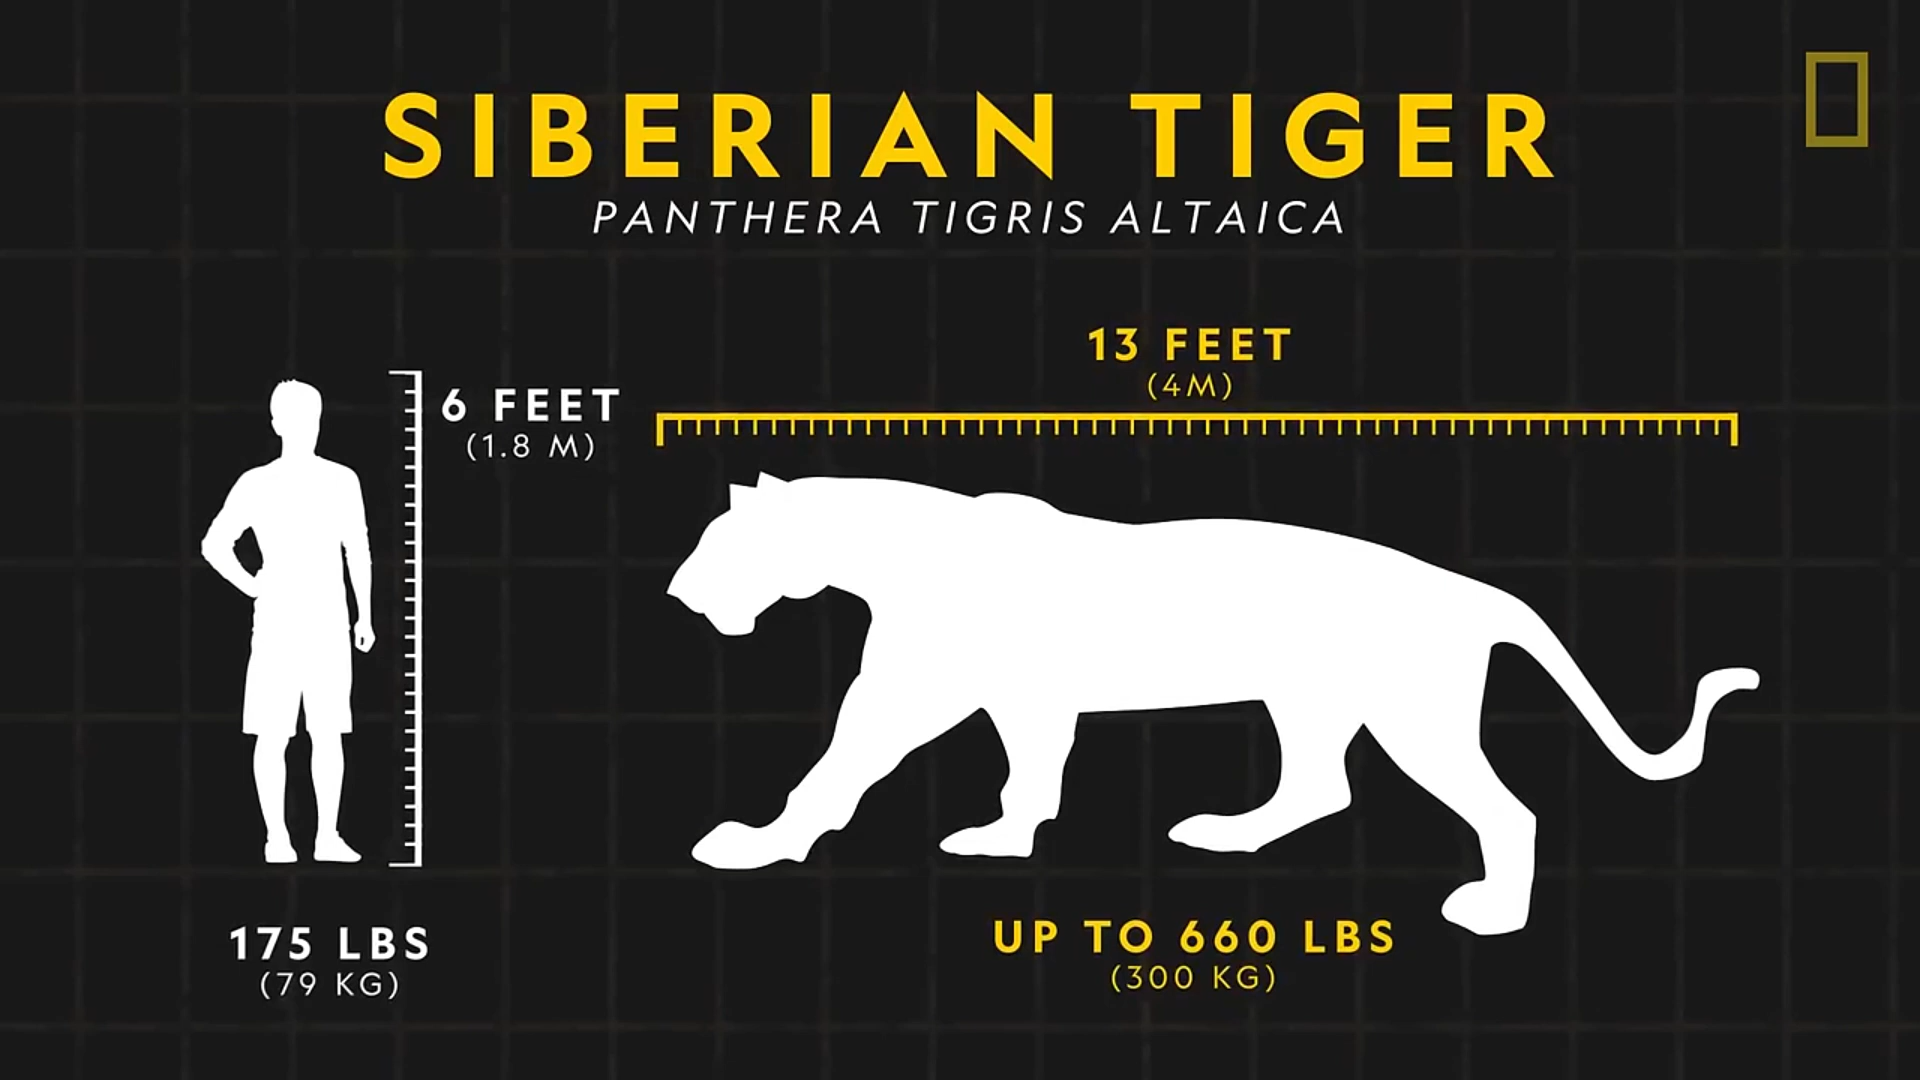 SIBERIAN TIGER
PANTHERA TIGRIS ALTAICA
13 FEET
(4M)
6 FEET
(1.8 M)
175 LBS
(79 KG)
UP TO 660 LBS
(300 KG)